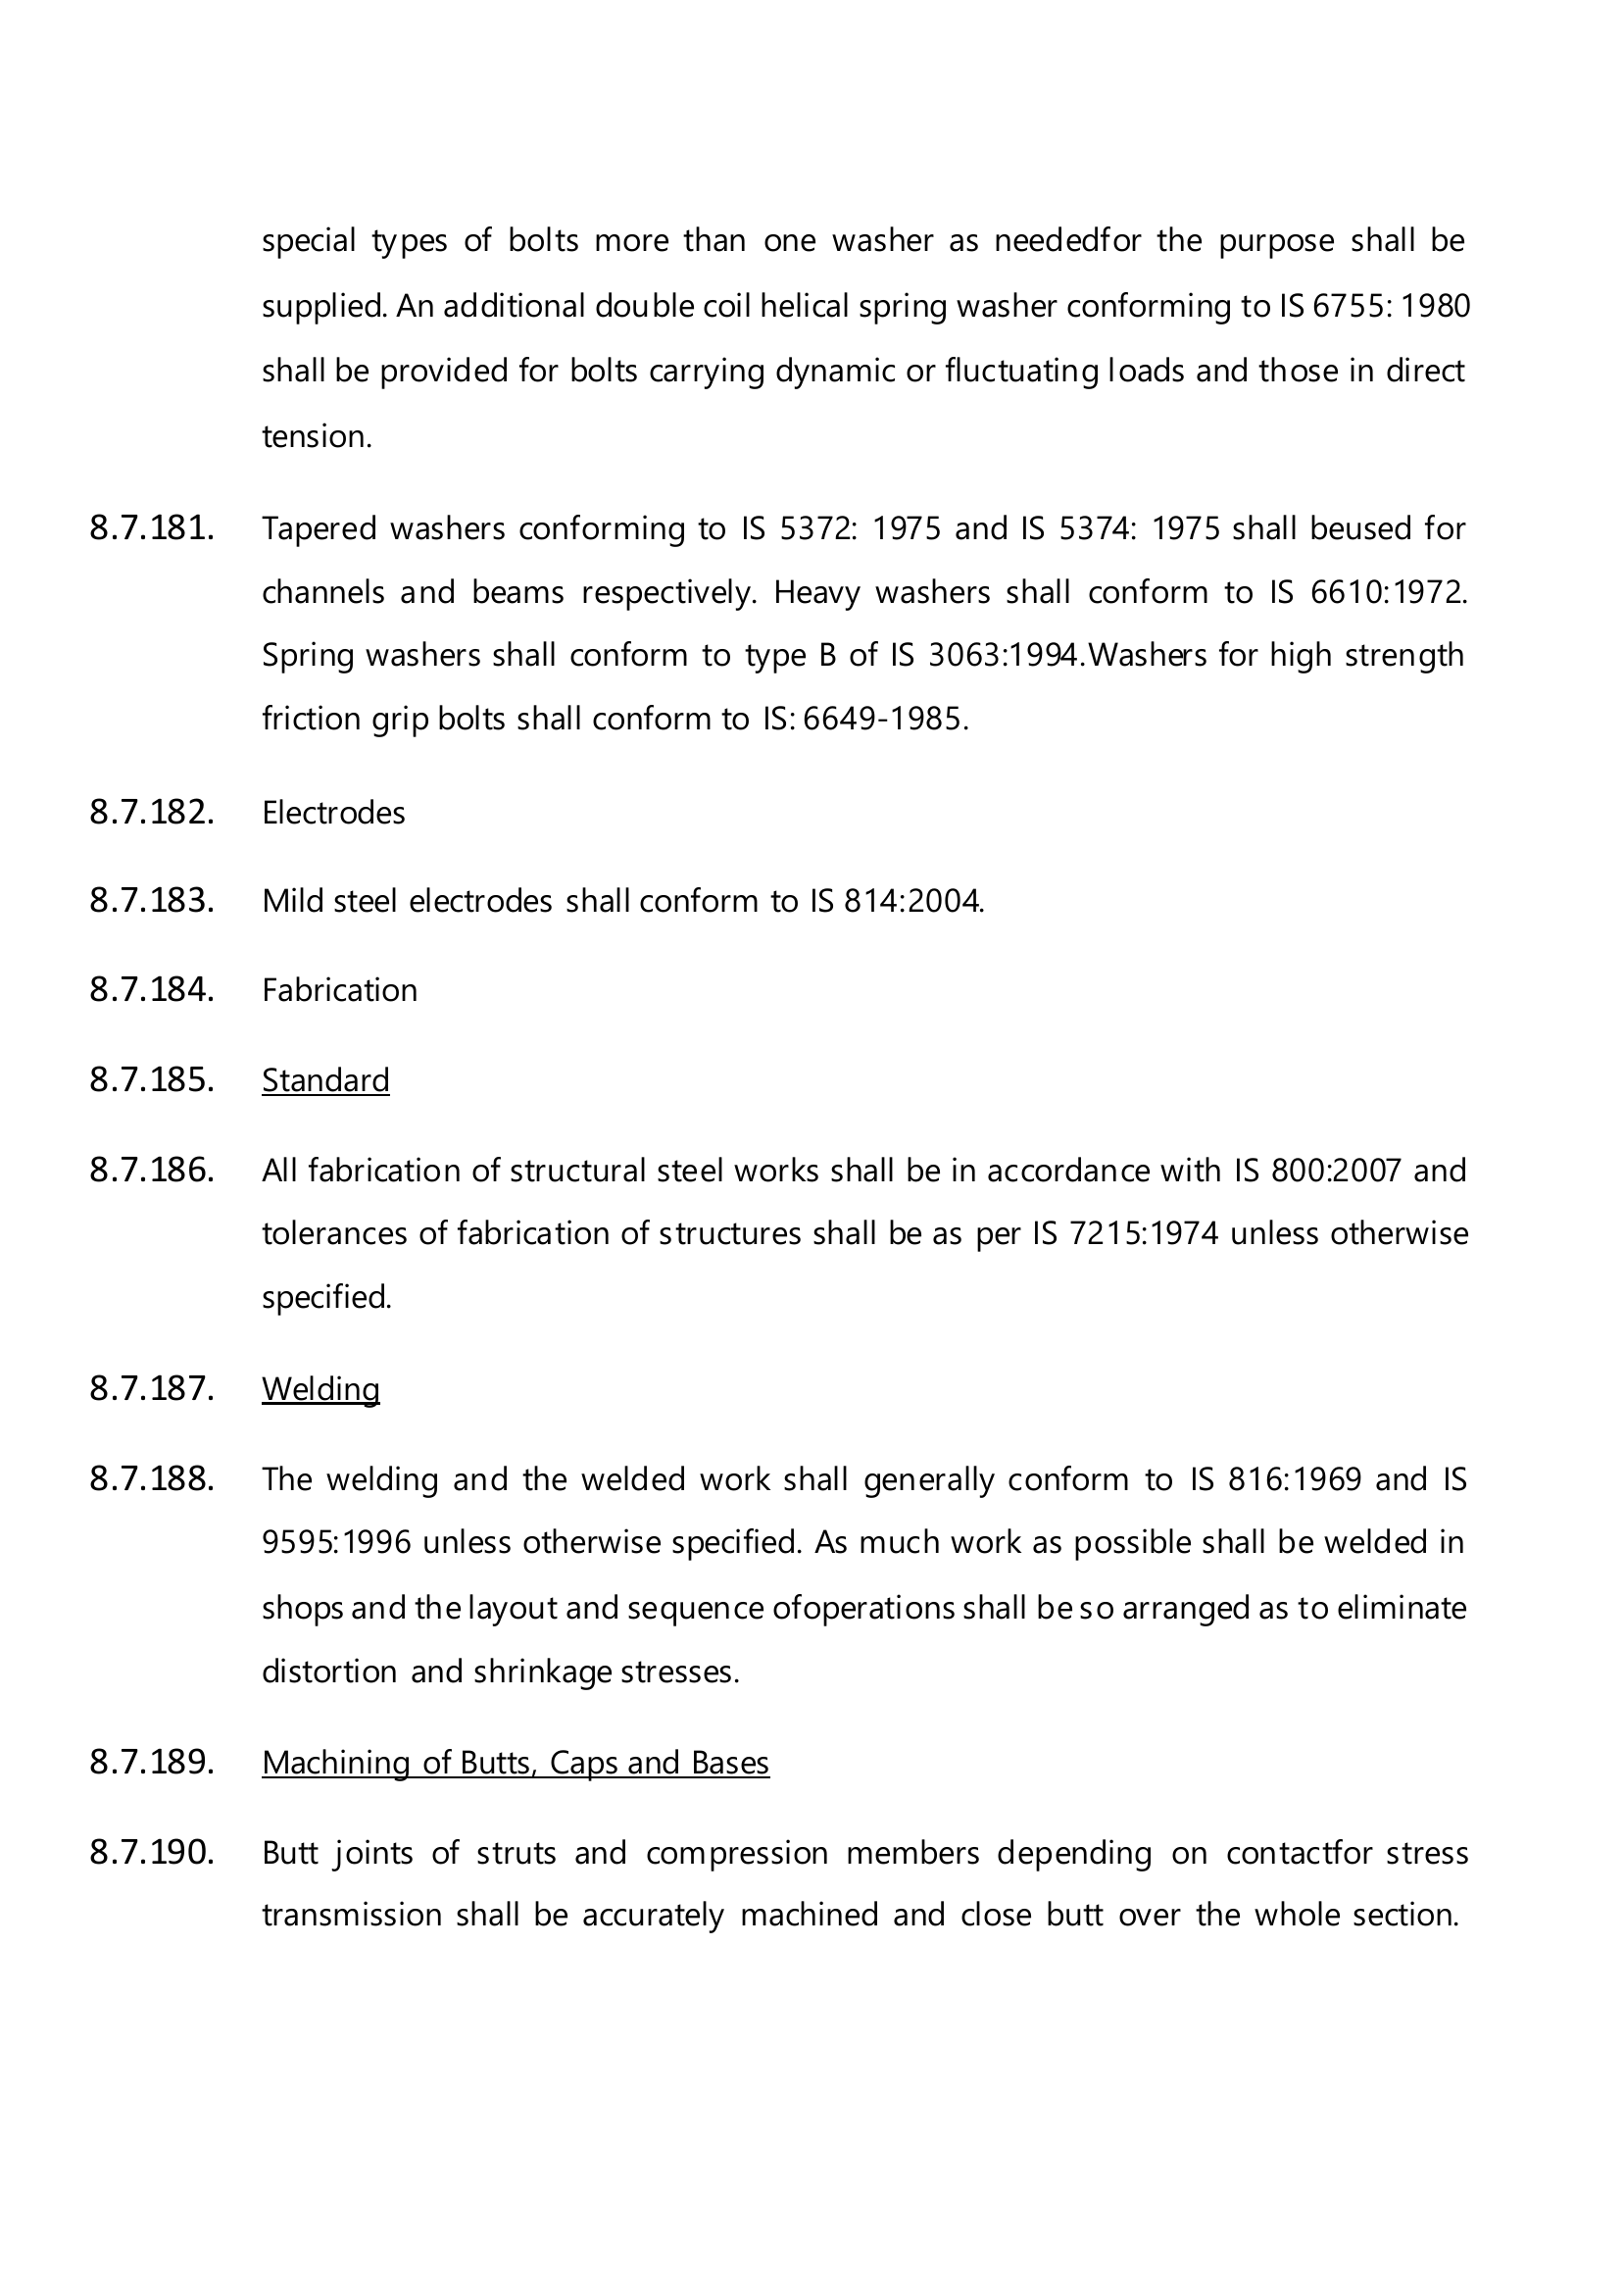 special types of bolts more than one washer as neededfor the purpose shall be
supplied. An additional double coil helical spring washer conforming to IS 6755: 1980
shall be provided for bolts carrying dynamic or fluctuating loads and those in direct
tension.
8.7.181. Tapered washers conforming to IS 5372: 1975 and IS 5374: 1975 shall beused for
channels and beams respectively. Heavy washers shall conform to IS 6610:1972.
Spring washers shall conform to type B of IS 3063:1994.Washers for high strength
friction grip bolts shall conform to IS: 6649-1985.
8.7.182. Electrodes
8.7.183. Mild steel electrodes shall conform to IS 814:2004.
8.7.184. Fabrication
8.7.185. Standard
8.7.186. All fabrication of structural steel works shall be in accordance with IS 800:2007 and
tolerances of fabrication of structures shall be as per IS 7215:1974 unless otherwise
specified.
8.7.187. Welding
8.7.188. The welding and the welded work shall generally conform to IS 816:1969 and IS
9595:1996 unless otherwise specified. As much work as possible shall be welded in
shops and the layout and sequence ofoperations shall be so arranged as to eliminate
distortion and shrinkage stresses.
8.7.189. Machining of Butts, Caps and Bases
8.7.190. Butt joints of struts and compression members depending on contactfor stress
transmission shall be accurately machined and close butt over the whole section.